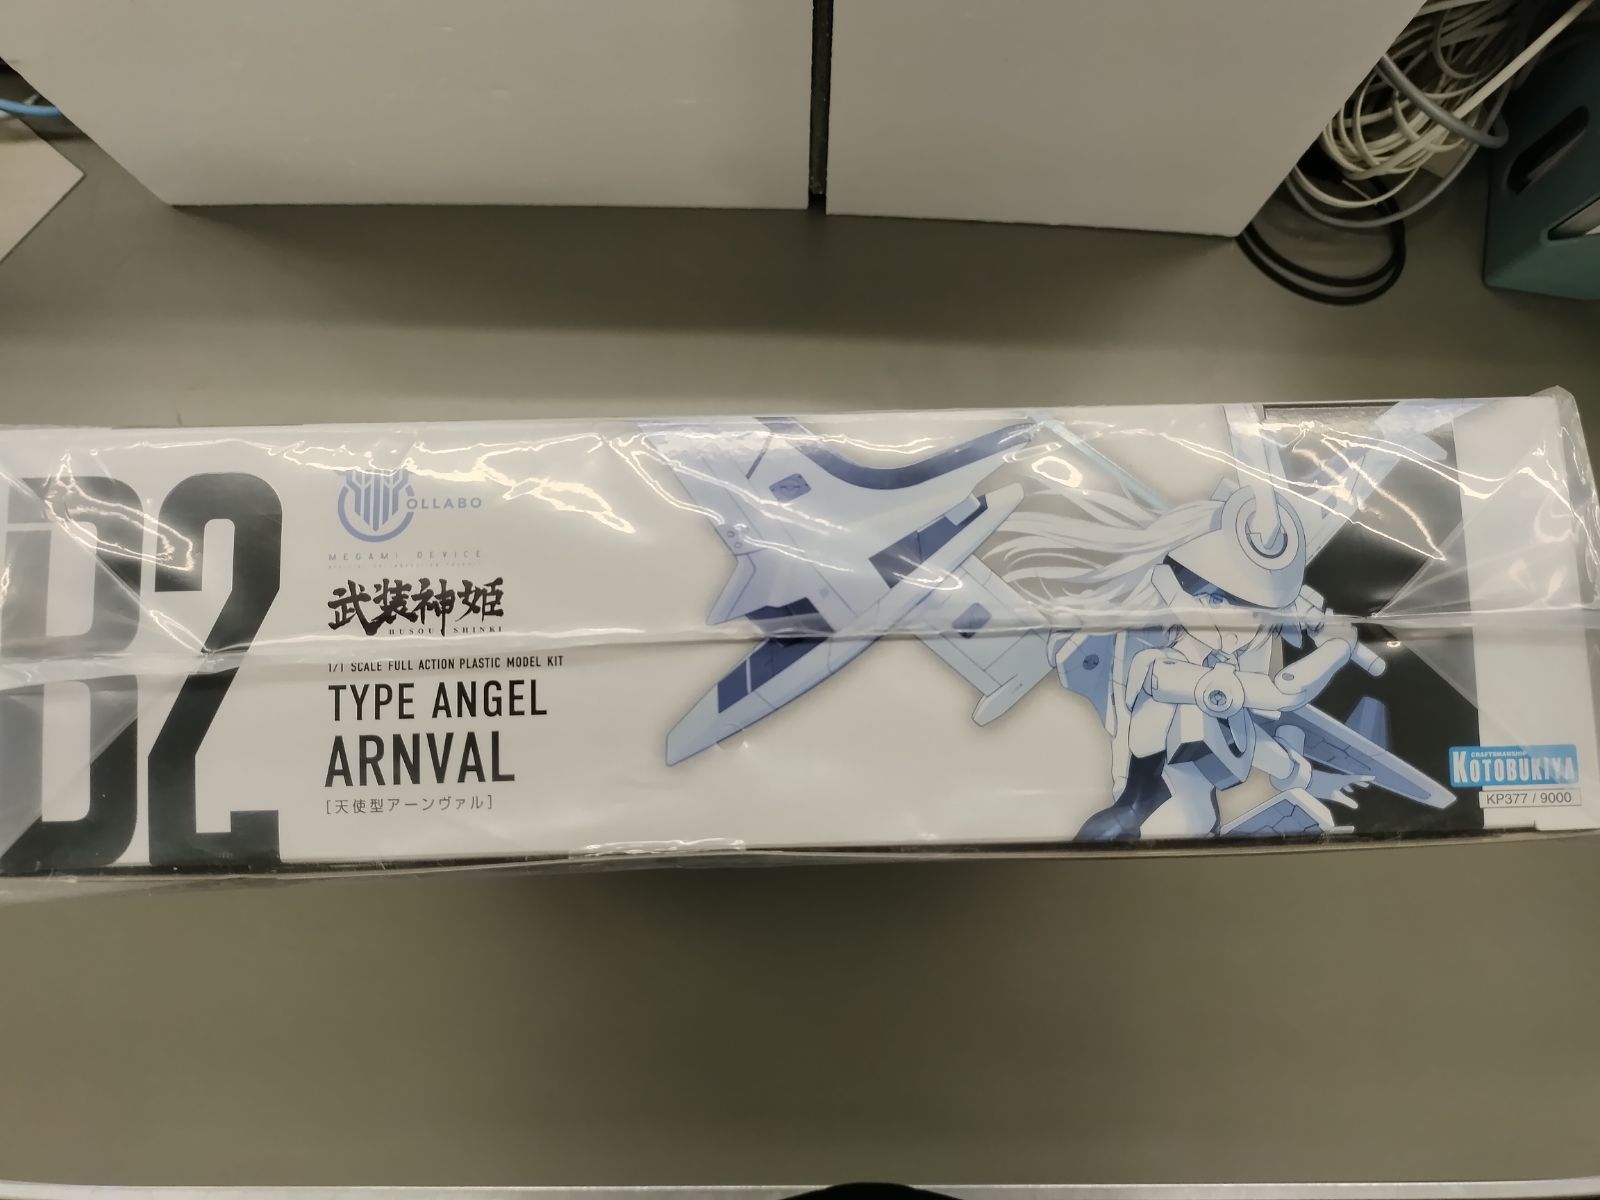 02
OLLABO
MEGAMI DEVICE
武装神姫
BUSOU SHINKI
1/1 SCALE FULL ACTION PLASTIC MODEL KIT
TYPE ANGEL
ARNVAL
[天使型アーンヴァル]
CRAFTSMANSHIP
KOTOBUKIYA
KP377 / 9000